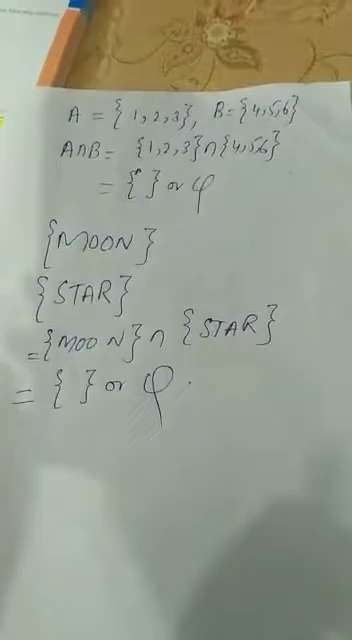 A = {1,2,3}, B={4,5,6}
A∩B= {1,2,3}∩{4,5,6}
= { } or φ
{MOON}
{STAR}
={MOON}∩ {STAR}
= { } or φ.